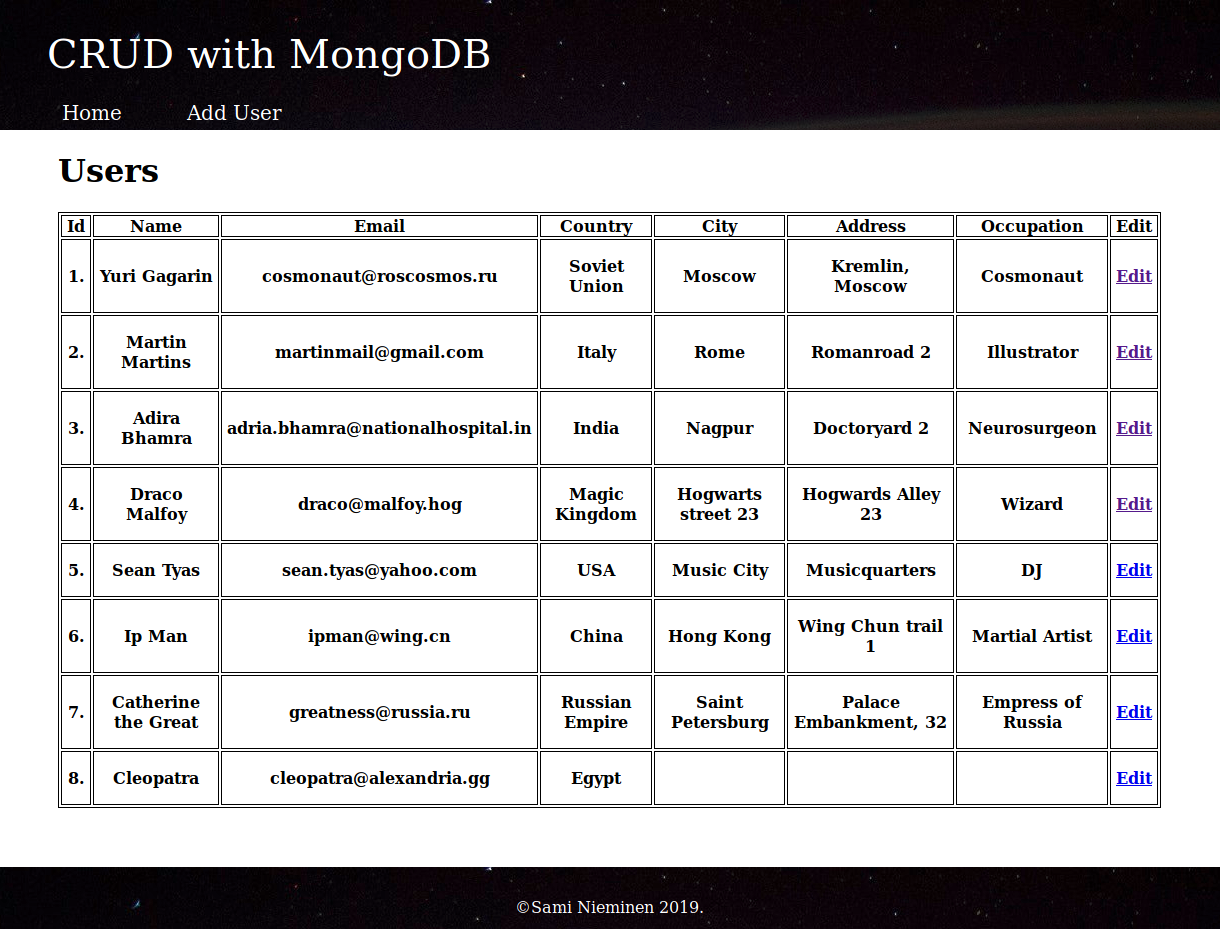 CRUD with MongoDB
Home Add User
Users
Id Name Email Country City Address Occupation Edit
1. Yuri Gagarin cosmonaut@roscosmos.ru Soviet Union Moscow Kremlin, Moscow Cosmonaut Edit
2. Martin Martins martinmail@gmail.com Italy Rome Romanroad 2 Illustrator Edit
3. Adira Bhamra adria.bhamra@nationalhospital.in India Nagpur Doctoryard 2 Neurosurgeon Edit
4. Draco Malfoy draco@malfoy.hog Magic Kingdom Hogwarts street 23 Hogwards Alley 23 Wizard Edit
5. Sean Tyas sean.tyas@yahoo.com USA Music City Musicquarters DJ Edit
6. Ip Man ipman@wing.cn China Hong Kong Wing Chun trail 1 Martial Artist Edit
7. Catherine the Great greatness@russia.ru Russian Empire Saint Petersburg Palace Embankment, 32 Empress of Russia Edit
8. Cleopatra cleopatra@alexandria.gg Egypt Edit
©Sami Nieminen 2019.